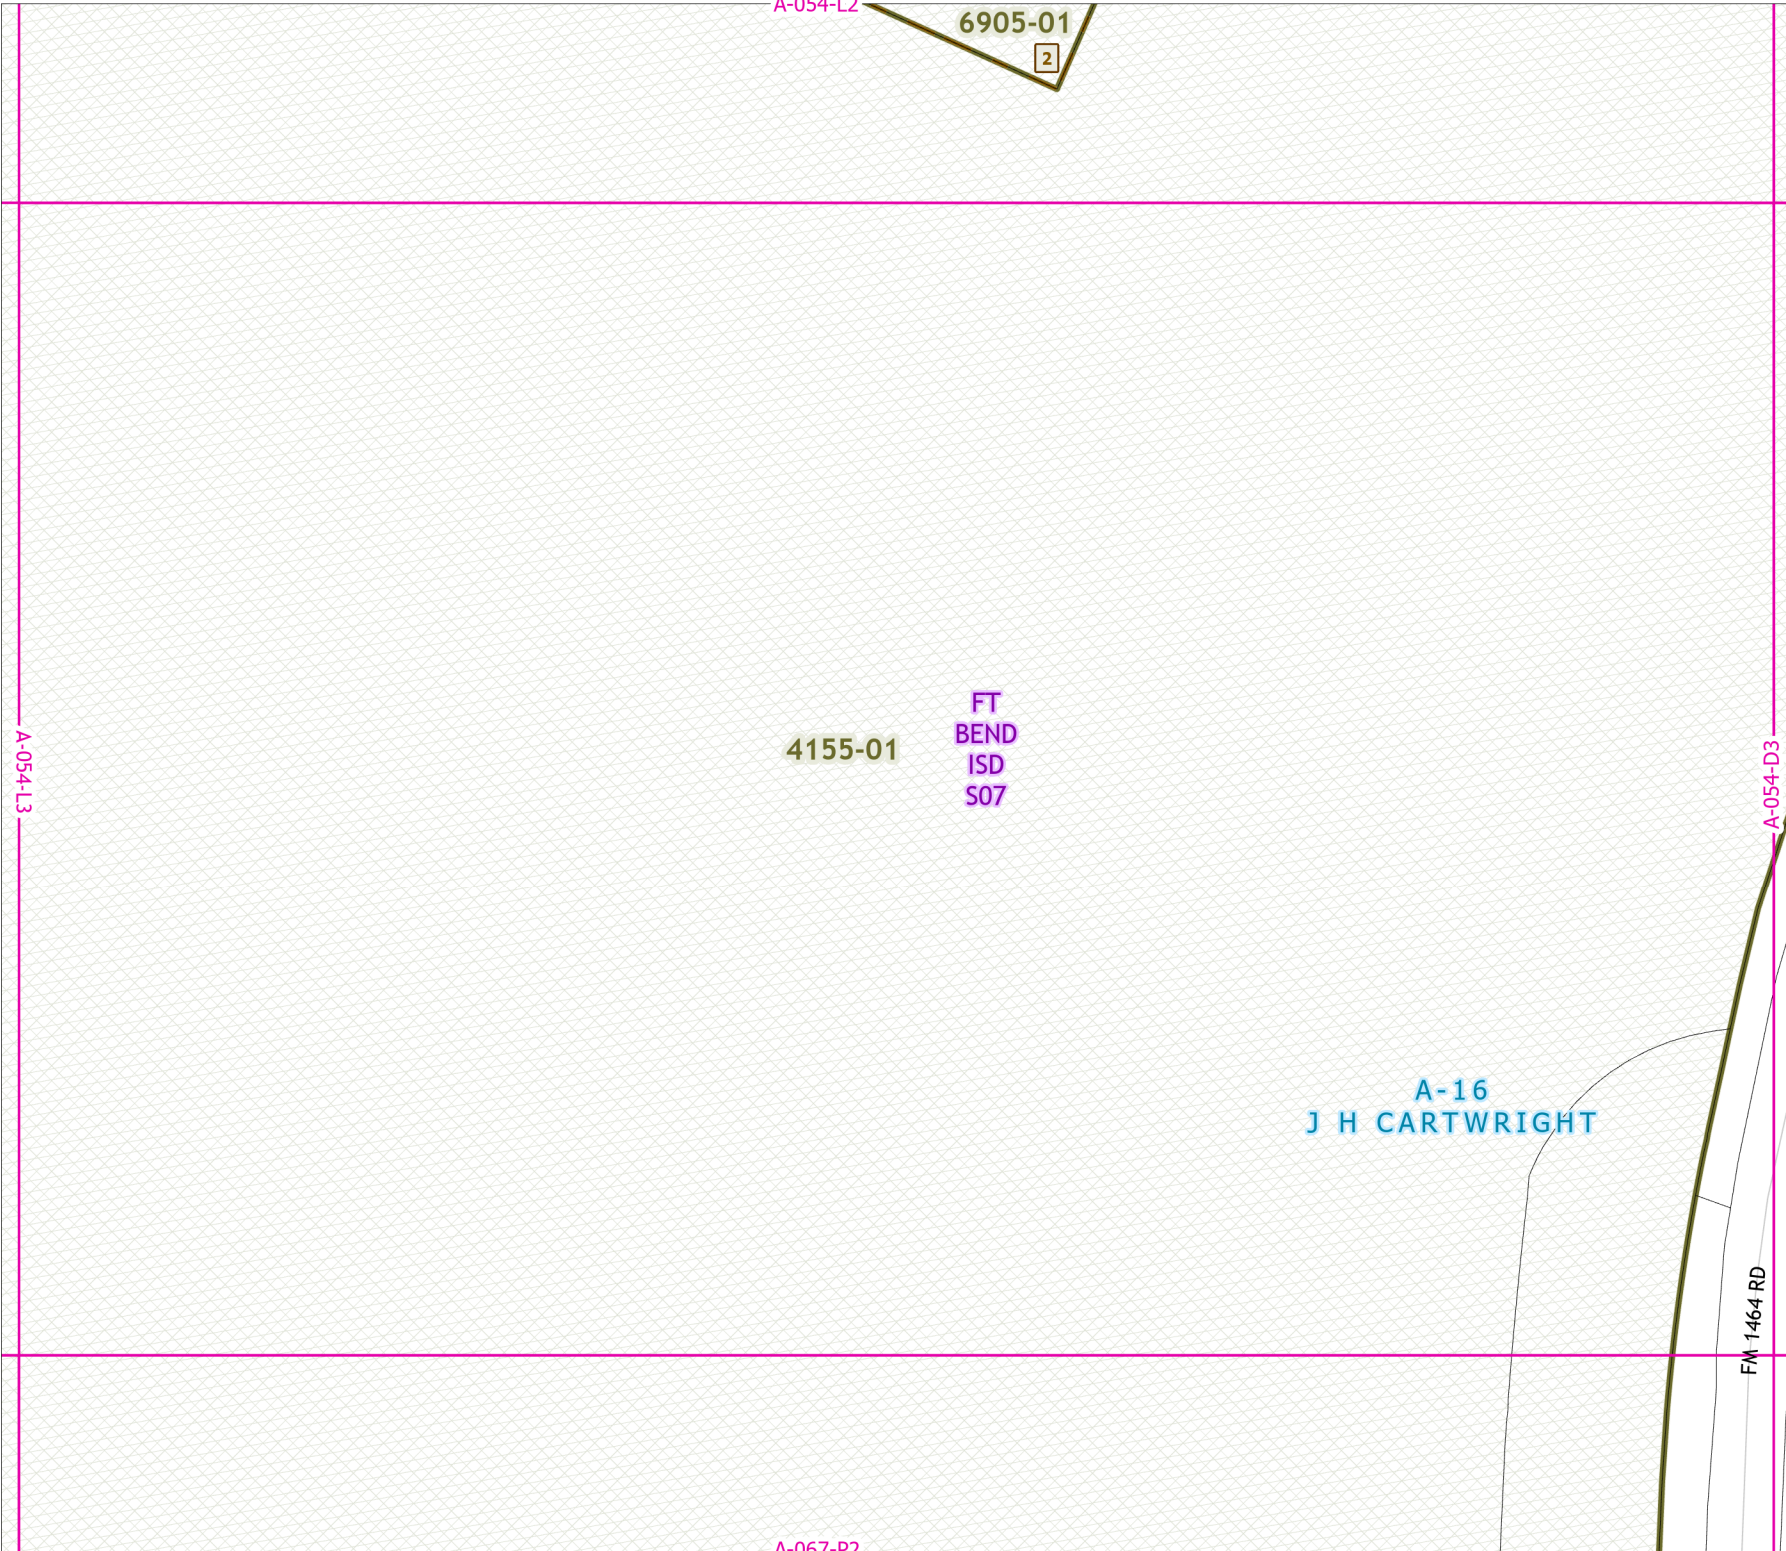 A-054-L2
6905-01
2
FT
BEND
ISD
S07
4155-01
A-054-L3
A-054-D3
A-16
J H CARTWRIGHT
FM 1464 RD
A-067-P2